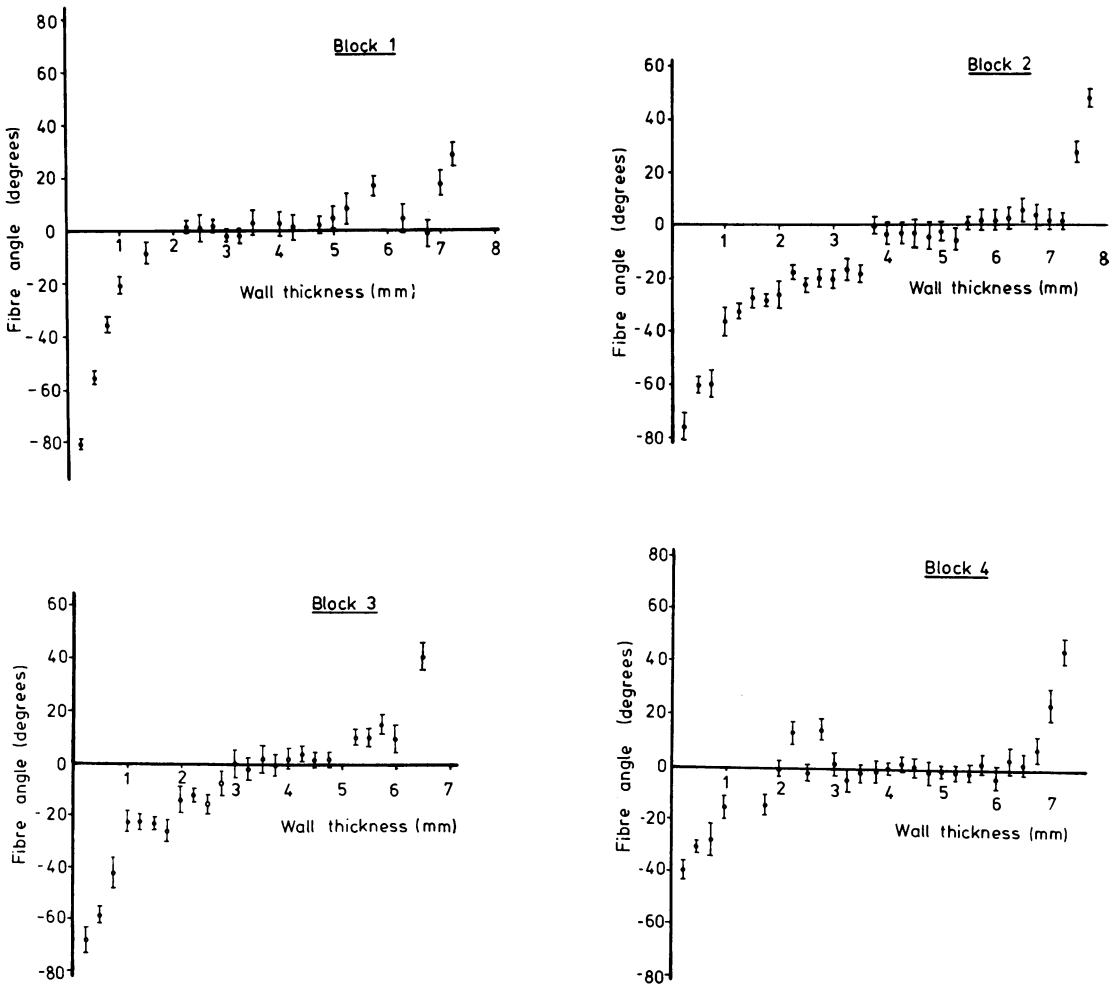 Block 1
Fibre angle (degrees)
80
60
40
20
0
-20
-40
-60
-80
1 2 3 4 5 6 7 8
Wall thickness (mm)
Block 2
Fibre angle (degrees)
60
40
20
0
-20
-40
-60
-80
1 2 3 4 5 6 7 8
Wall thickness (mm)
Block 3
Fibre angle (degrees)
60
40
20
0
-20
-40
-60
-80
1 2 3 4 5 6 7
Wall thickness (mm)
Block 4
Fibre angle (degrees)
80
60
40
20
0
-20
-40
-60
-80
1 2 3 4 5 6 7
Wall thickness (mm)